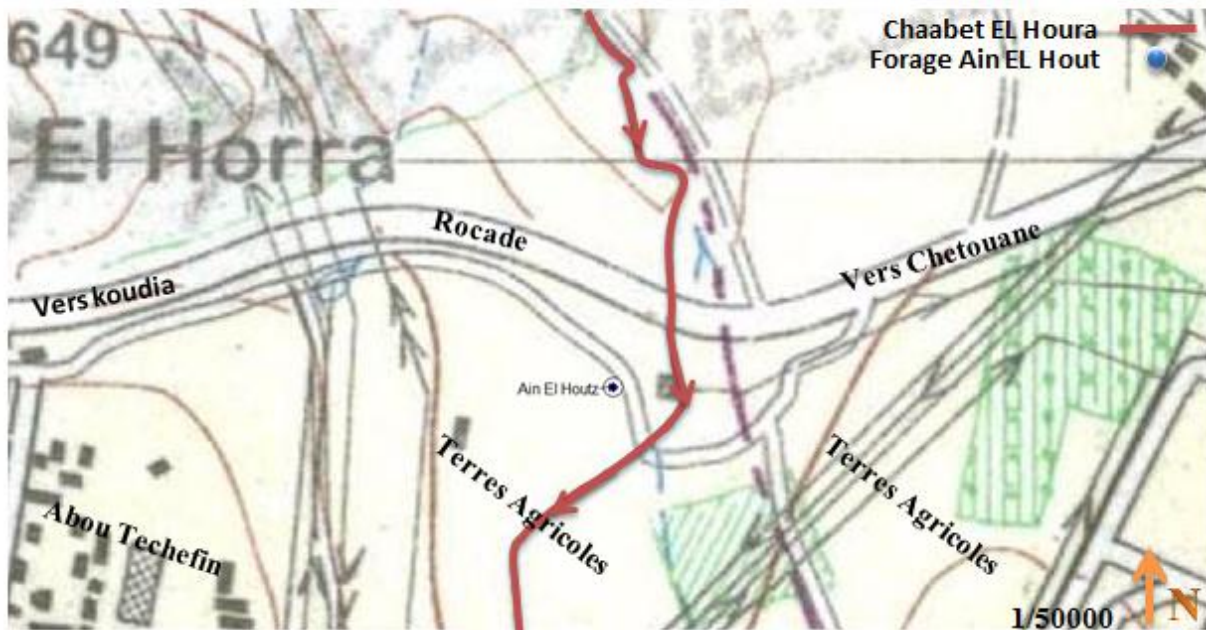 649
Chaabet EL Houra
Forage Ain EL Hout
El Horra
Rocade
Vers Chetouane
Vers koudia
Ain El Houtz
Terres Agricoles
Terres Agricoles
Abou Techefin
1/50000
N